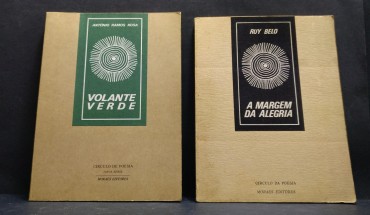 ANTÓNIO RAMOS ROSA
VOLANTE
VERDE
CÍRCULO DE POESIA
MORAES EDITORES
RUY BELO
A MARGEM
DA ALEGRIA
CÍRCULO DA POESIA
MORAES EDITORES